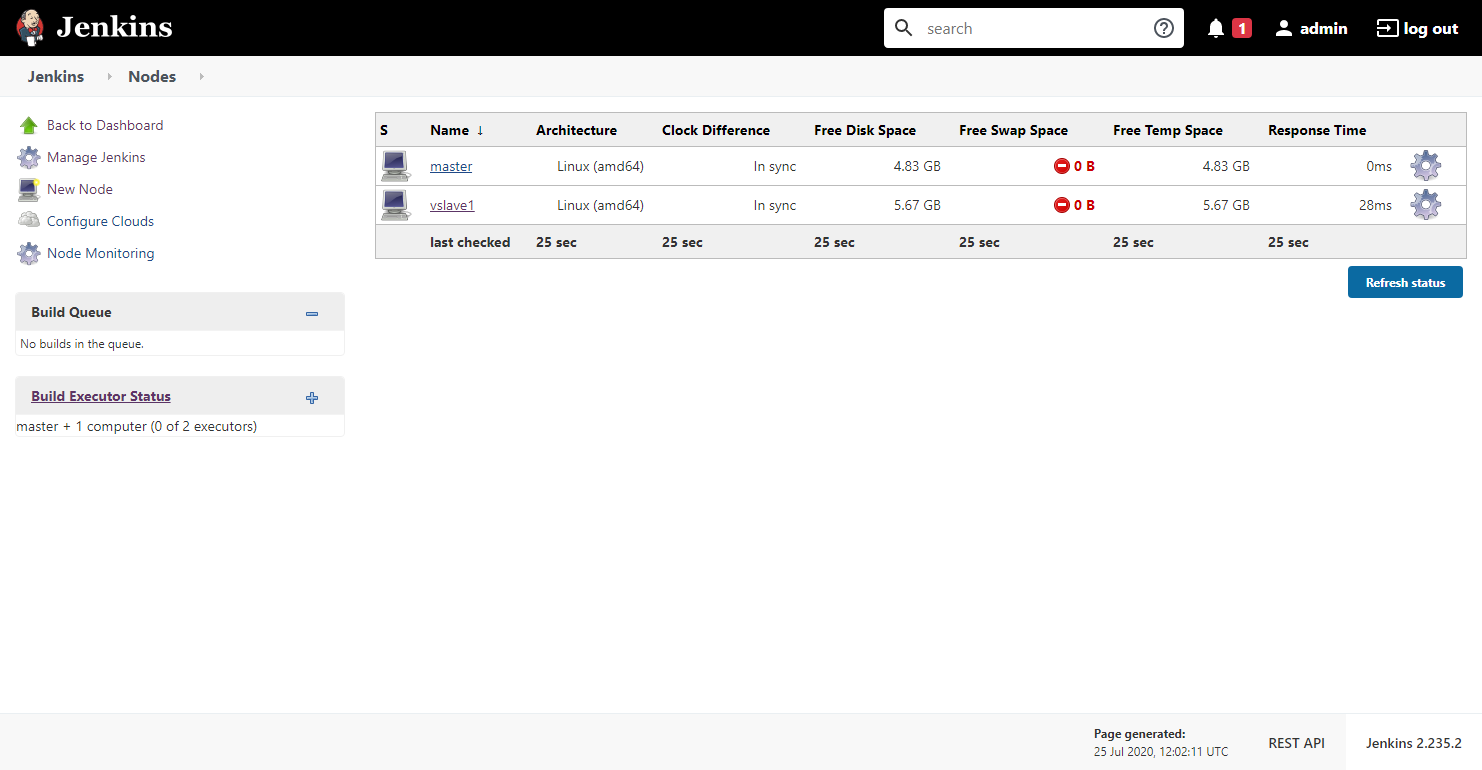 Jenkins
search
1
admin
log out
Jenkins Nodes
Back to Dashboard
Manage Jenkins
New Node
Configure Clouds
Node Monitoring
Build Queue
No builds in the queue.
Build Executor Status
master + 1 computer (0 of 2 executors)
S Name ↓ Architecture Clock Difference Free Disk Space Free Swap Space Free Temp Space Response Time
master Linux (amd64) In sync 4.83 GB 0 B 4.83 GB 0ms
vslave1 Linux (amd64) In sync 5.67 GB 0 B 5.67 GB 28ms
last checked 25 sec 25 sec 25 sec 25 sec 25 sec 25 sec
Refresh status
Page generated:
25 Jul 2020, 12:02:11 UTC
REST API
Jenkins 2.235.2